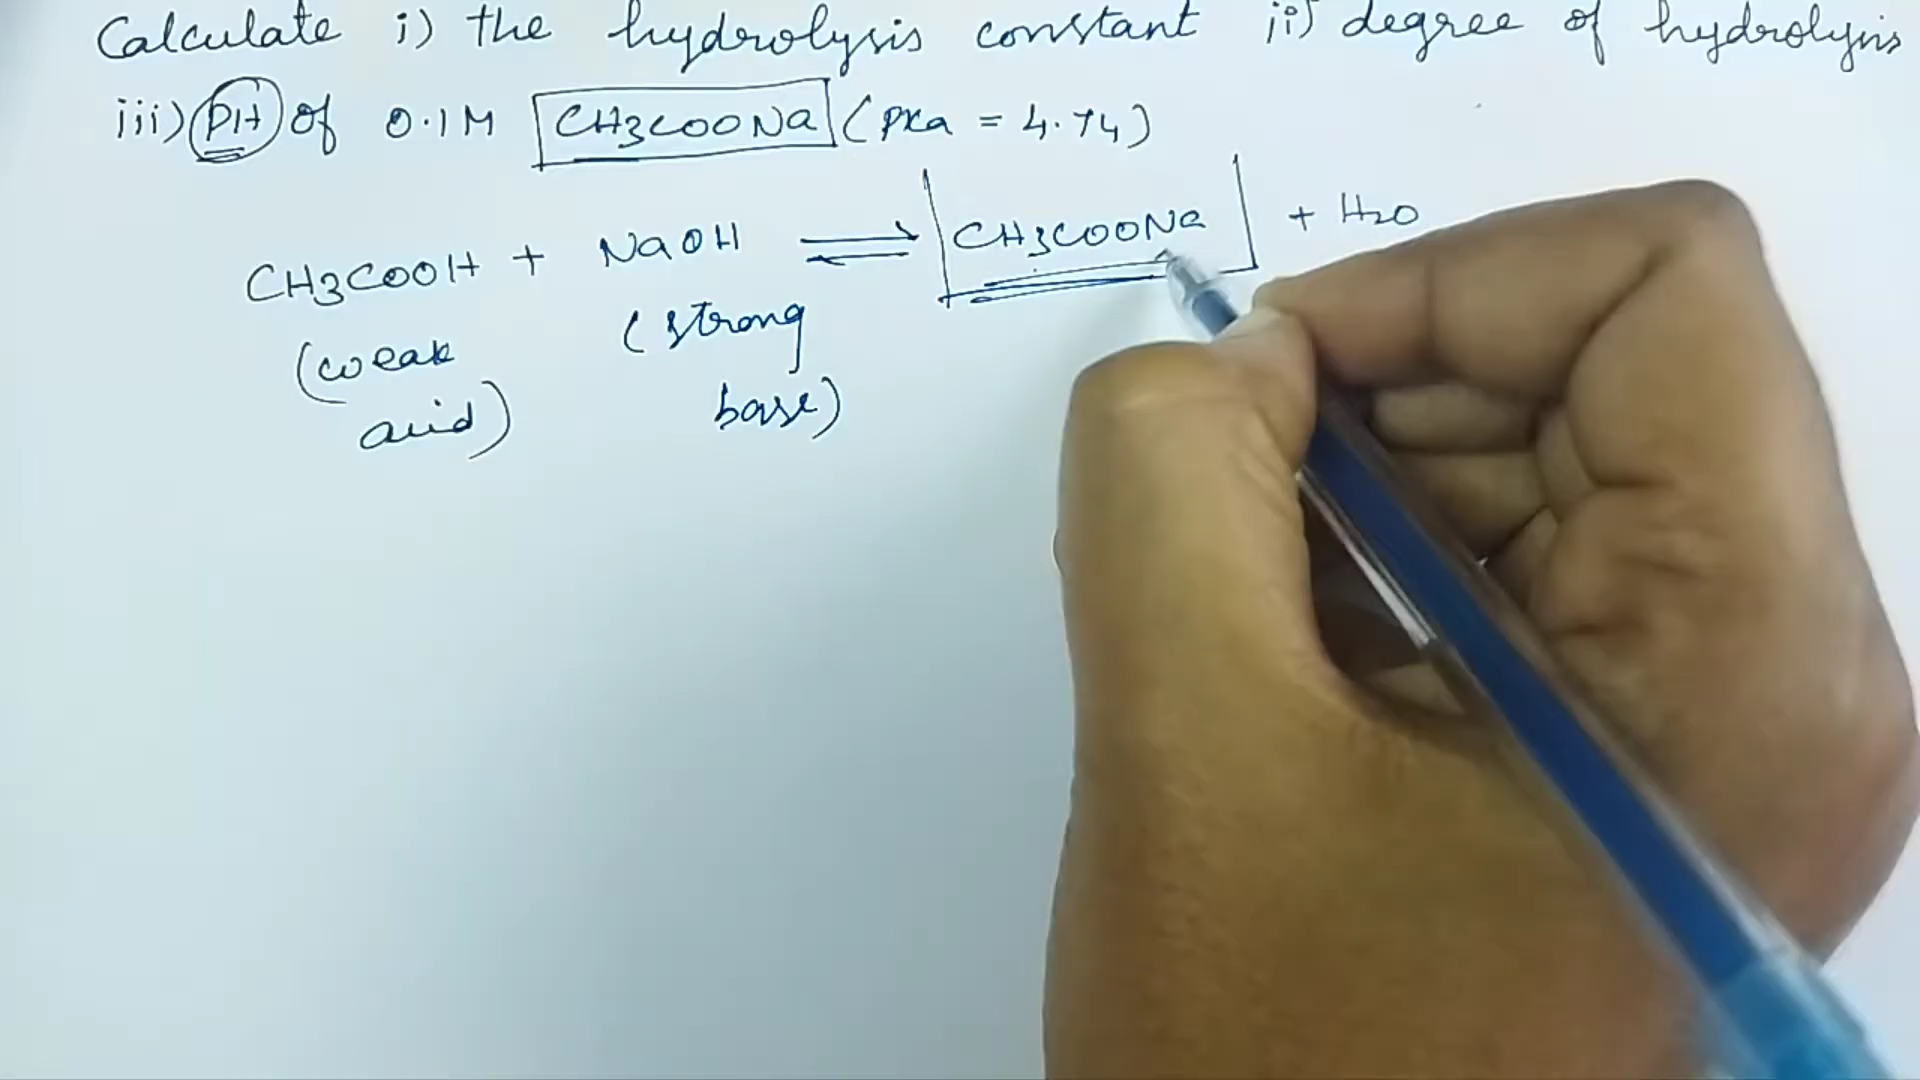 Calculate i) the hydrolysis constant ii) degree of hydrolysis
iii) PH of 0.1M CH3COONa (PKa = 4.74)
CH3COOH + NaOH ⇌ CH3COONa + H2O
(weak acid) (strong base)